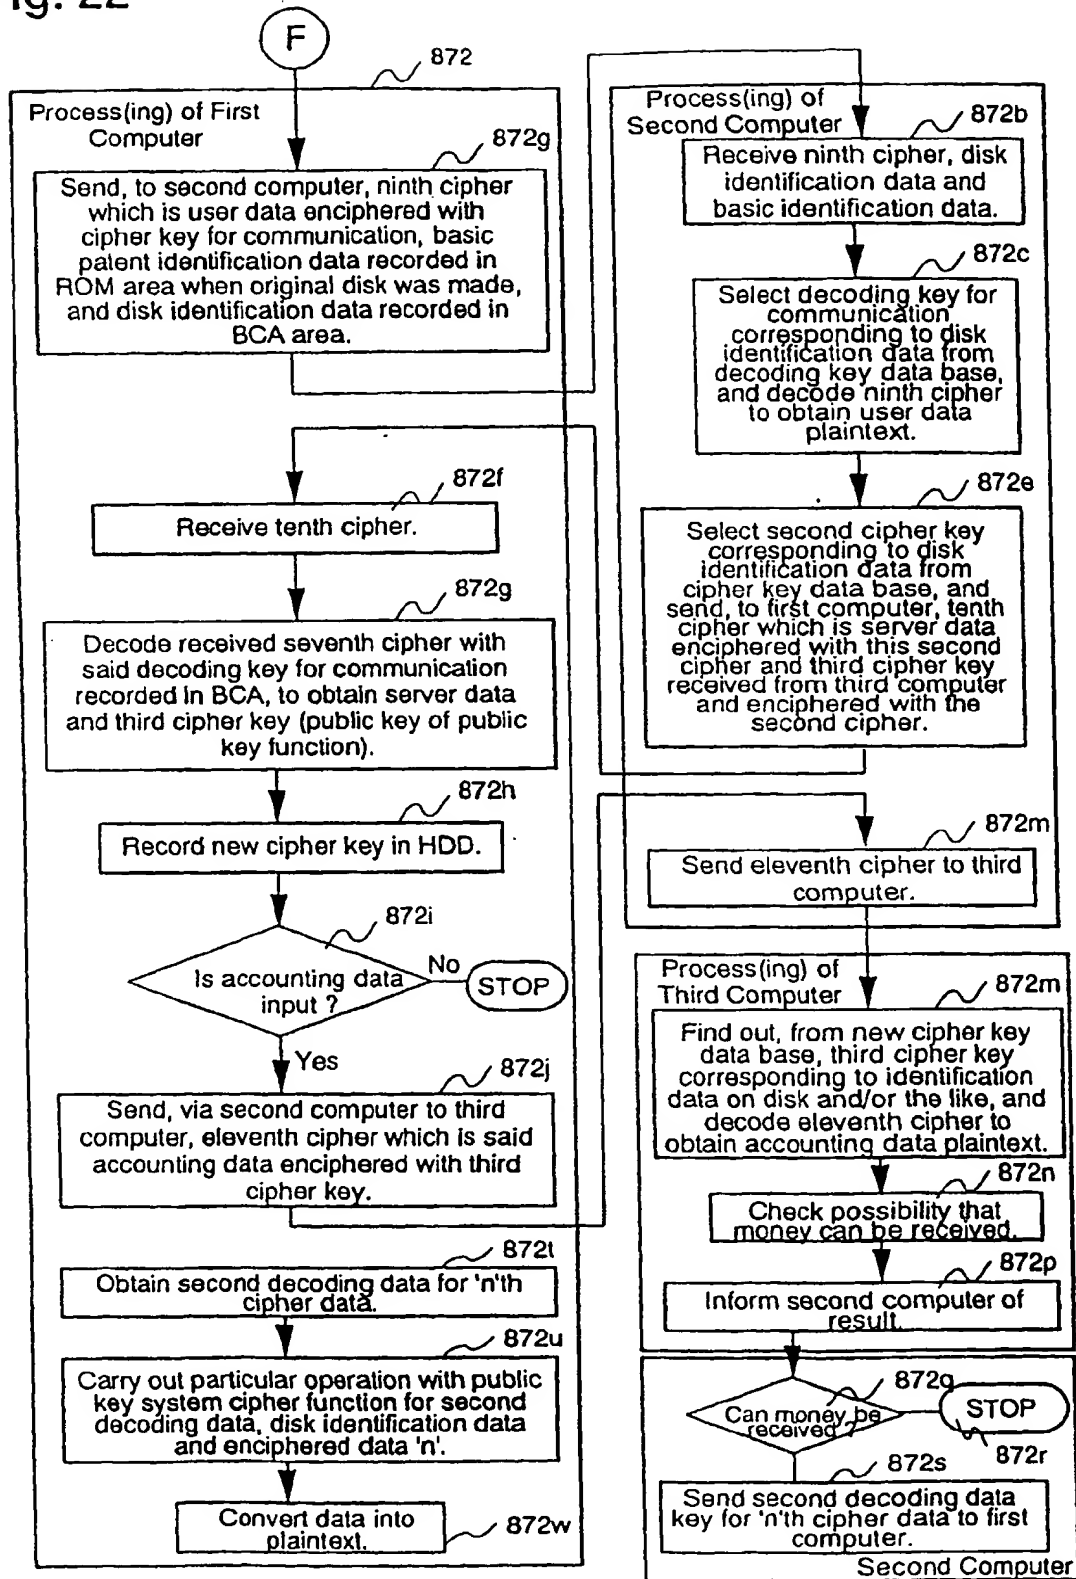 Fig. 22
F
872
Process(ing) of First
Computer
872g
Send, to second computer, ninth cipher
which is user data enciphered with
cipher key for communication, basic
patent identification data recorded in
ROM area when original disk was made,
and disk identification data recorded in
BCA area.
872f
Receive tenth cipher.
872g
Decode received seventh cipher with
said decoding key for communication
recorded in BCA, to obtain server data
and third cipher key (public key of public
key function).
872h
Record new cipher key in HDD.
872i
Is accounting data
input ?
No
STOP
Yes
872j
Send, via second computer to third
computer, eleventh cipher which is said
accounting data enciphered with third
cipher key.
872t
Obtain second decoding data for 'n'th
cipher data.
872u
Carry out particular operation with public
key system cipher function for second
decoding data, disk identification data
and enciphered data 'n'.
Convert data into
plaintext.
872w
Process(ing) of
Second Computer
872b
Receive ninth cipher, disk
identification data and
basic identification data.
872c
Select decoding key for
communication
corresponding to disk
identification data from
decoding key data base,
and decode ninth cipher
to obtain user data
plaintext.
872e
Select second cipher key
corresponding to disk
identification data from
cipher key data base, and
send, to first computer, tenth
cipher which is server data
enciphered with this second
cipher and third cipher key
received from third computer
and enciphered with the
second cipher.
872m
Send eleventh cipher to third
computer.
Process(ing) of
Third Computer
872m
Find out, from new cipher key
data base, third cipher key
corresponding to identification
data on disk and/or the like, and
decode eleventh cipher to
obtain accounting data plaintext.
872n
Check possibility that
money can be received.
872p
Inform second computer of
result.
872q
Can money be
received ?
STOP
872r
872s
Send second decoding data
key for 'n'th cipher data to first
computer.
Second Computer